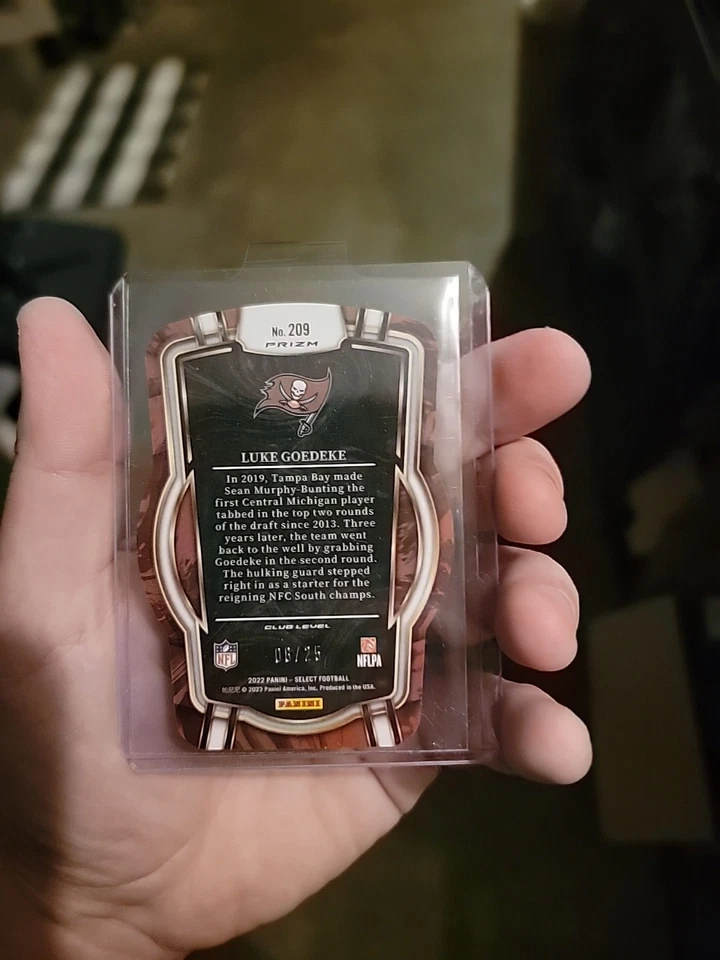 No. 209
PRIZM
LUKE GOEDEKE
In 2019, Tampa Bay made
Sean Murphy-Bunting the
first Central Michigan player
tabbed in the top two rounds
of the draft since 2013. Three
years later, the team went
back to the well by grabbing
Goedeke in the second round.
The hulking guard stepped
right in as a starter for the
reigning NFC South champs.
CLUB LEVEL
06/25
NFL
NFLPA
2022 PANINI – SELECT FOOTBALL
帕尼尼 © 2023 Panini America, Inc. Produced in the USA.
PANINI